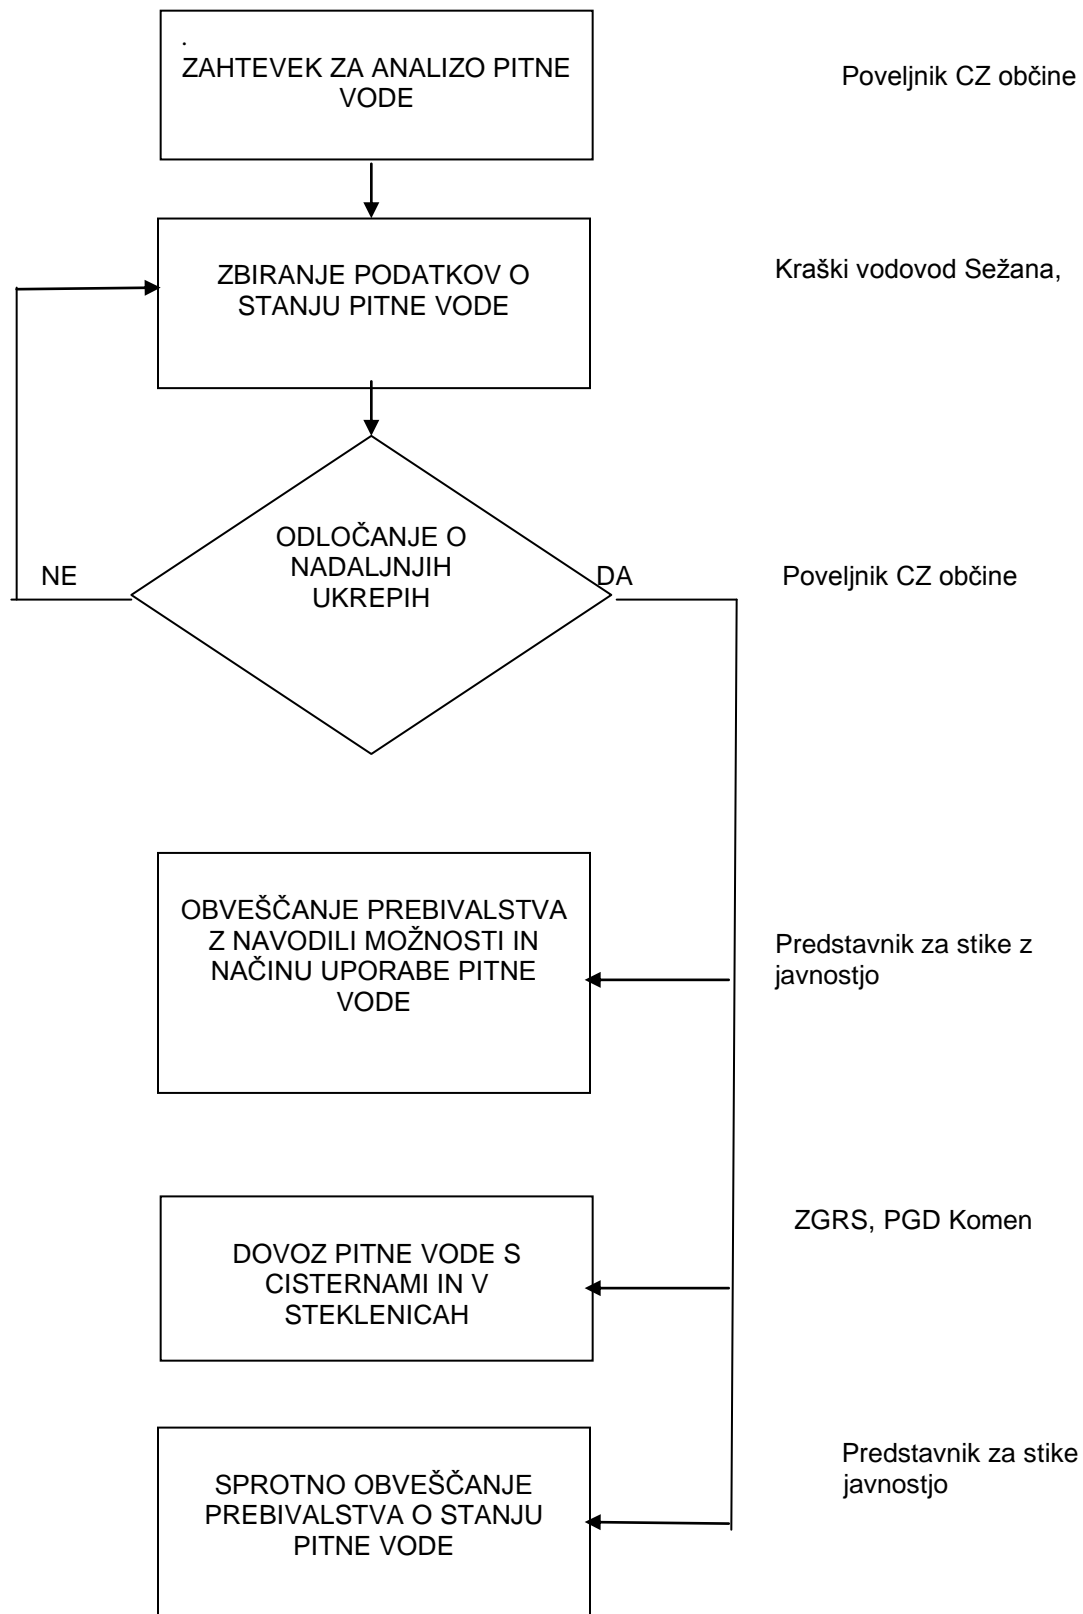 .
ZAHTEVEK ZA ANALIZO PITNE
VODE
Poveljnik CZ občine
ZBIRANJE PODATKOV O
STANJU PITNE VODE
Kraški vodovod Sežana,
ODLOČANJE O
NADALJNJIH
UKREPIH
NE
DA
Poveljnik CZ občine
OBVEŠČANJE PREBIVALSTVA
Z NAVODILI MOŽNOSTI IN
NAČINU UPORABE PITNE
VODE
Predstavnik za stike z
javnostjo
DOVOZ PITNE VODE S
CISTERNAMI IN V
STEKLENICAH
ZGRS, PGD Komen
SPROTNO OBVEŠČANJE
PREBIVALSTVA O STANJU
PITNE VODE
Predstavnik za stike
javnostjo